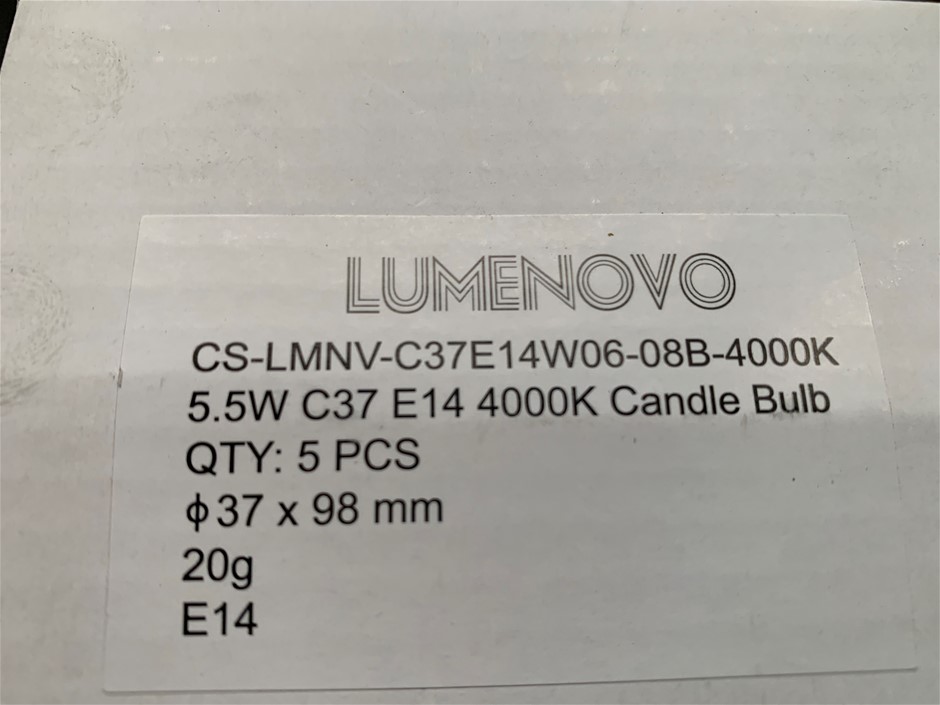 LUMENOVO
CS-LMNV-C37E14W06-08B-4000K
5.5W C37 E14 4000K Candle Bulb
QTY: 5 PCS
ϕ37 x 98 mm
20g
E14